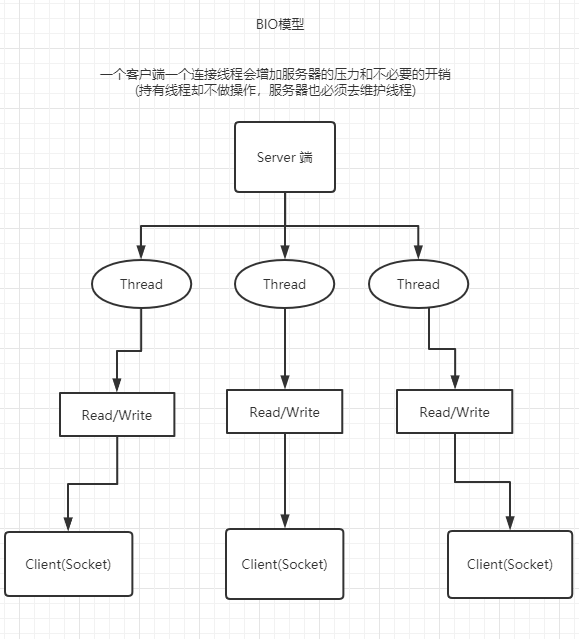 BIO模型
一个客户端一个连接线程会增加服务器的压力和不必要的开销
(持有线程却不做操作，服务器也必须去维护线程)
Server 端
Thread
Thread
Thread
Read/Write
Read/Write
Read/Write
Client(Socket)
Client(Socket)
Client(Socket)